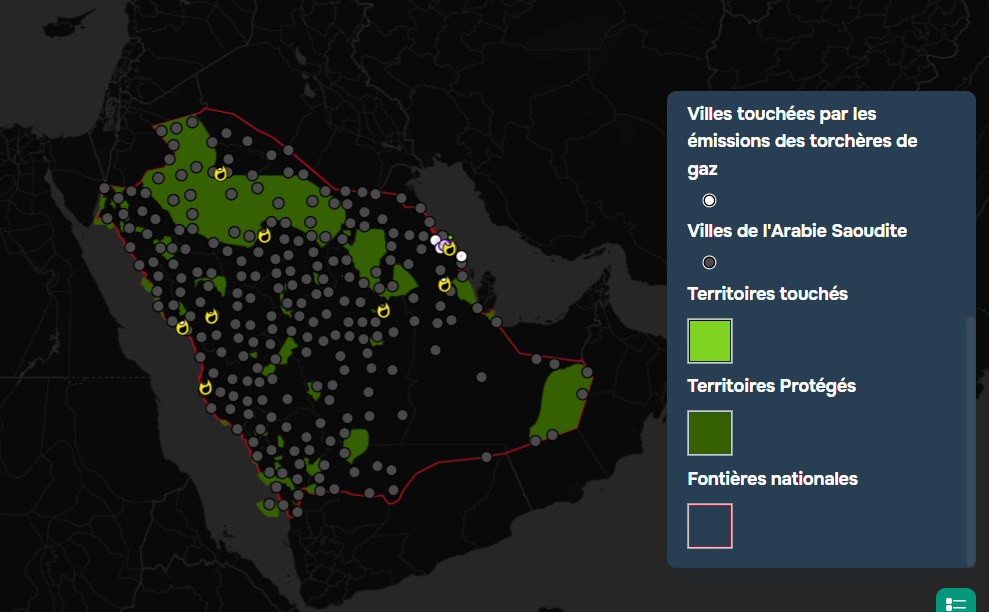 Villes touchées par les
émissions des torchères de
gaz
Villes de l'Arabie Saoudite
Territoires touchés
Territoires Protégés
Fontières nationales